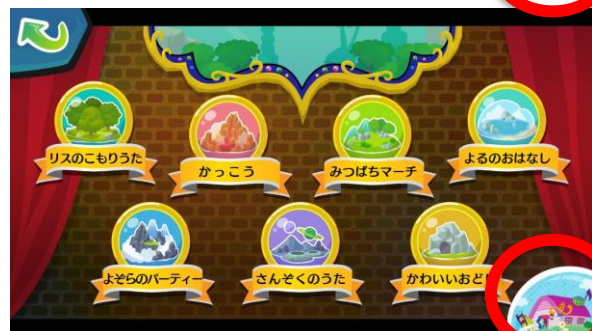 リスのこもりうた
かっこう
みつばちマーチ
よるのおはなし
よぞらのパーティー
さんぞくのうた
かわいいおど